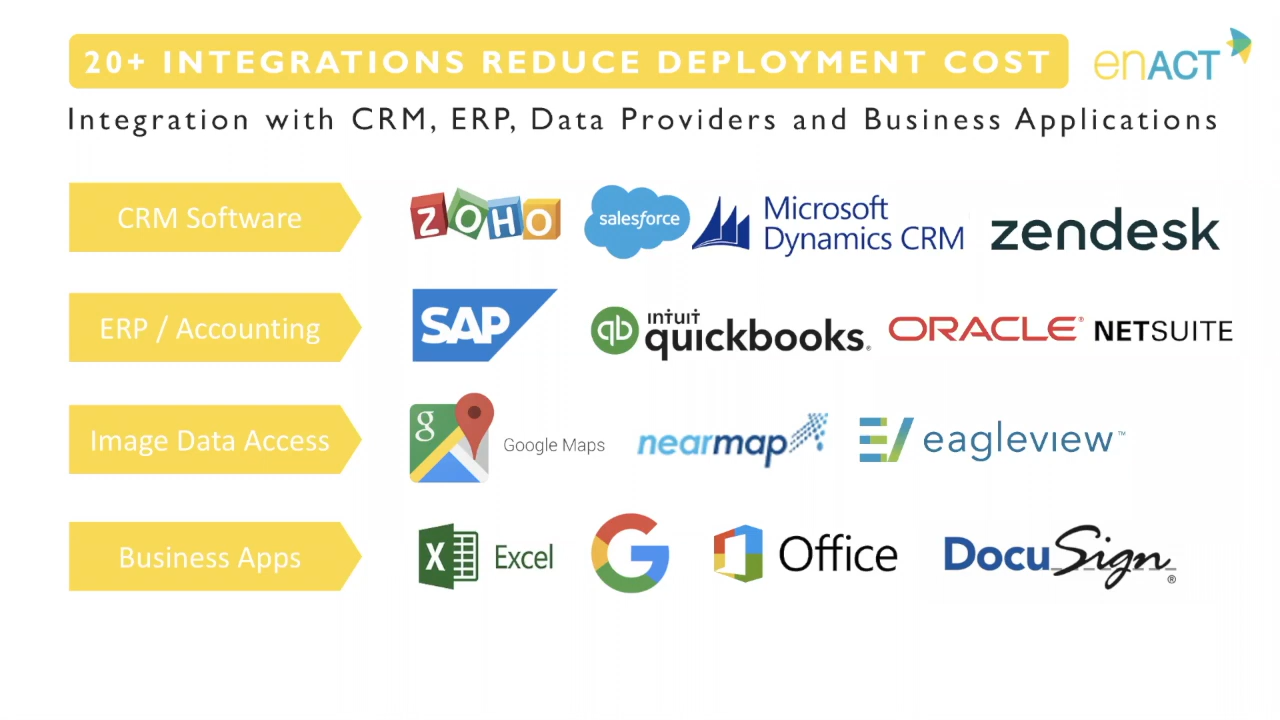 20+ INTEGRATIONS REDUCE DEPLOYMENT COST
enACT
Integration with CRM, ERP, Data Providers and Business Applications
CRM Software
ZOHO
salesforce
Microsoft
Dynamics CRM
zendesk
ERP / Accounting
SAP
qb
intuit
quickbooks.
ORACLE® NETSUITE
Image Data Access
g
Google Maps
nearmap
eagleview™
Business Apps
X
Excel
G
Office
DocuSign®